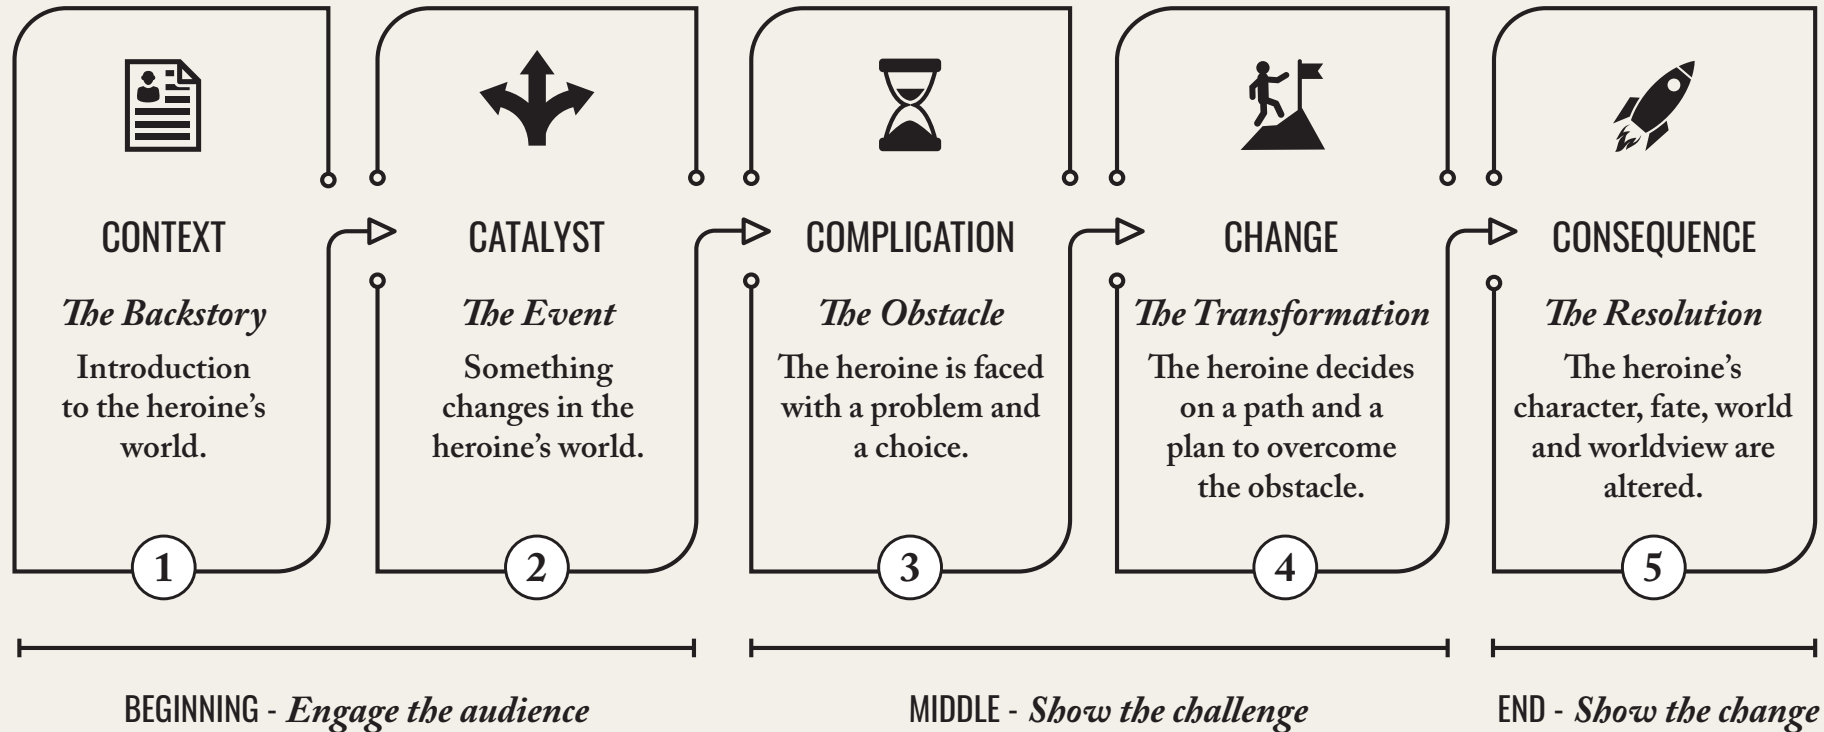 CONTEXT
The Backstory
Introduction
to the heroine's
world.
1
CATALYST
The Event
Something
changes in the
heroine's world.
2
COMPLICATION
The Obstacle
The heroine is faced
with a problem and
a choice.
3
CHANGE
The Transformation
The heroine decides
on a path and a
plan to overcome
the obstacle.
4
CONSEQUENCE
The Resolution
The heroine's
character, fate, world
and worldview are
altered.
5
BEGINNING - Engage the audience
MIDDLE - Show the challenge
END - Show the change